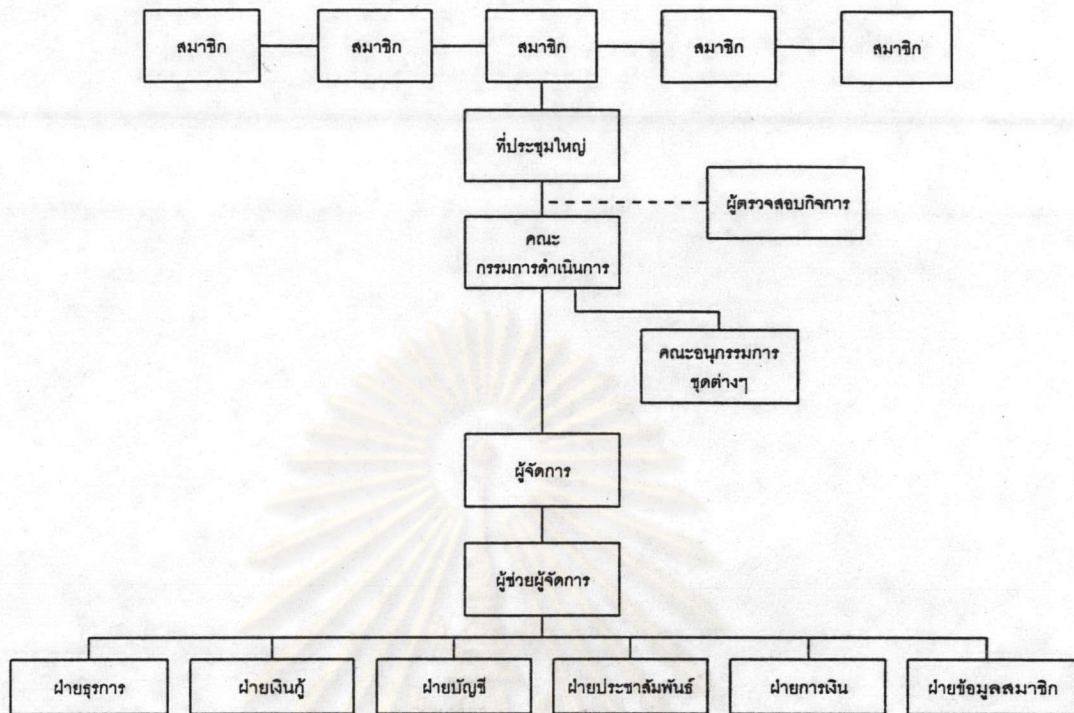 สมาชิก
สมาชิก
สมาชิก
สมาชิก
สมาชิก
ที่ประชุมใหญ่
ผู้ตรวจสอบกิจการ
คณะ
กรรมการดำเนินการ
คณะอนุกรรมการ
ชุดต่างๆ
ผู้จัดการ
ผู้ช่วยผู้จัดการ
ฝ่ายธุรการ
ฝ่ายเงินกู้
ฝ่ายบัญชี
ฝ่ายประชาสัมพันธ์
ฝ่ายการเงิน
ฝ่ายข้อมูลสมาชิก